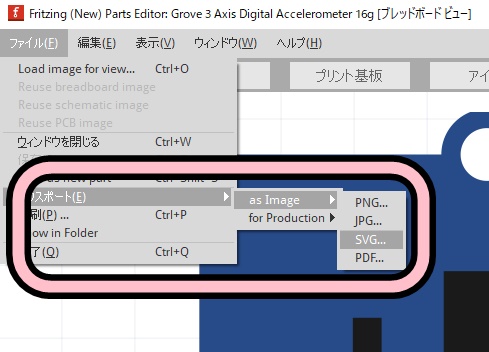 Fritzing (New) Parts Editor: Grove 3 Axis Digital Accelerometer 16g [ブレッドボード ビュー]
ファイル(F) 編集(E) 表示(V) ウィンドウ(W) ヘルプ(H)
Load image for view... Ctrl+O
Reuse breadboard image
Reuse schematic image
Reuse PCB image
ウィンドウを閉じる Ctrl+W
プリント基板
アイ
new part
スポート(E)
as Image
PNG...
刷(P) ... Ctrl+P
for Production
JPG...
ow in Folder
SVG...
了(Q) Ctrl+Q
PDF...